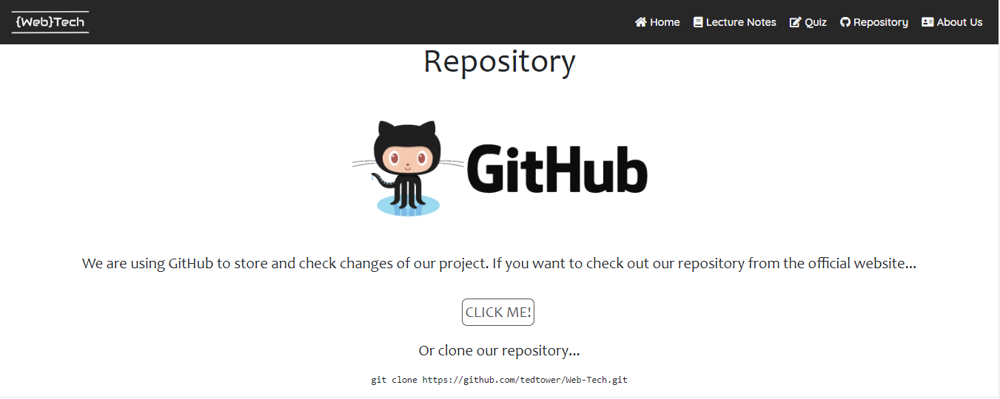 {Web}Tech
Home Lecture Notes Quiz Repository About Us
Repository
GitHub
We are using GitHub to store and check changes of our project. If you want to check out our repository from the official website...
CLICK ME!
Or clone our repository...
git clone https://github.com/tedtower/Web-Tech.git